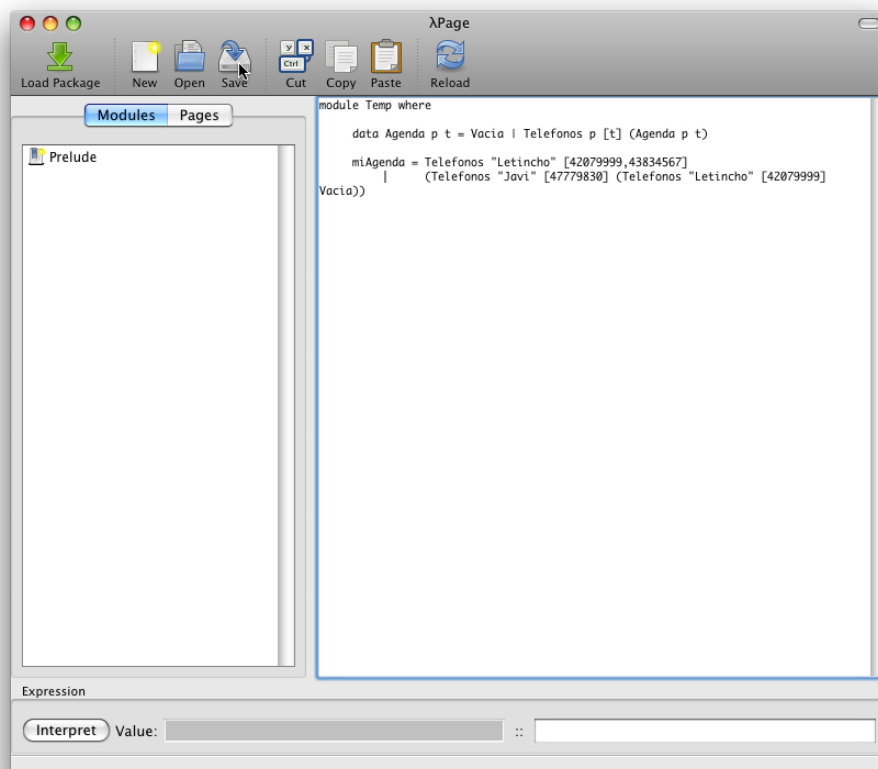 λPage
Load Package New Open Save Cut Copy Paste Reload
y x
Ctrl
Modules Pages
Prelude
module Temp where
data Agenda p t = Vacia | Telefonos p [t] (Agenda p t)
miAgenda = Telefonos "Letincho" [42079999,43834567]
(Telefonos "Javi" [47779830] (Telefonos "Letincho" [42079999]
Vacia))
Expression
Interpret Value: ::